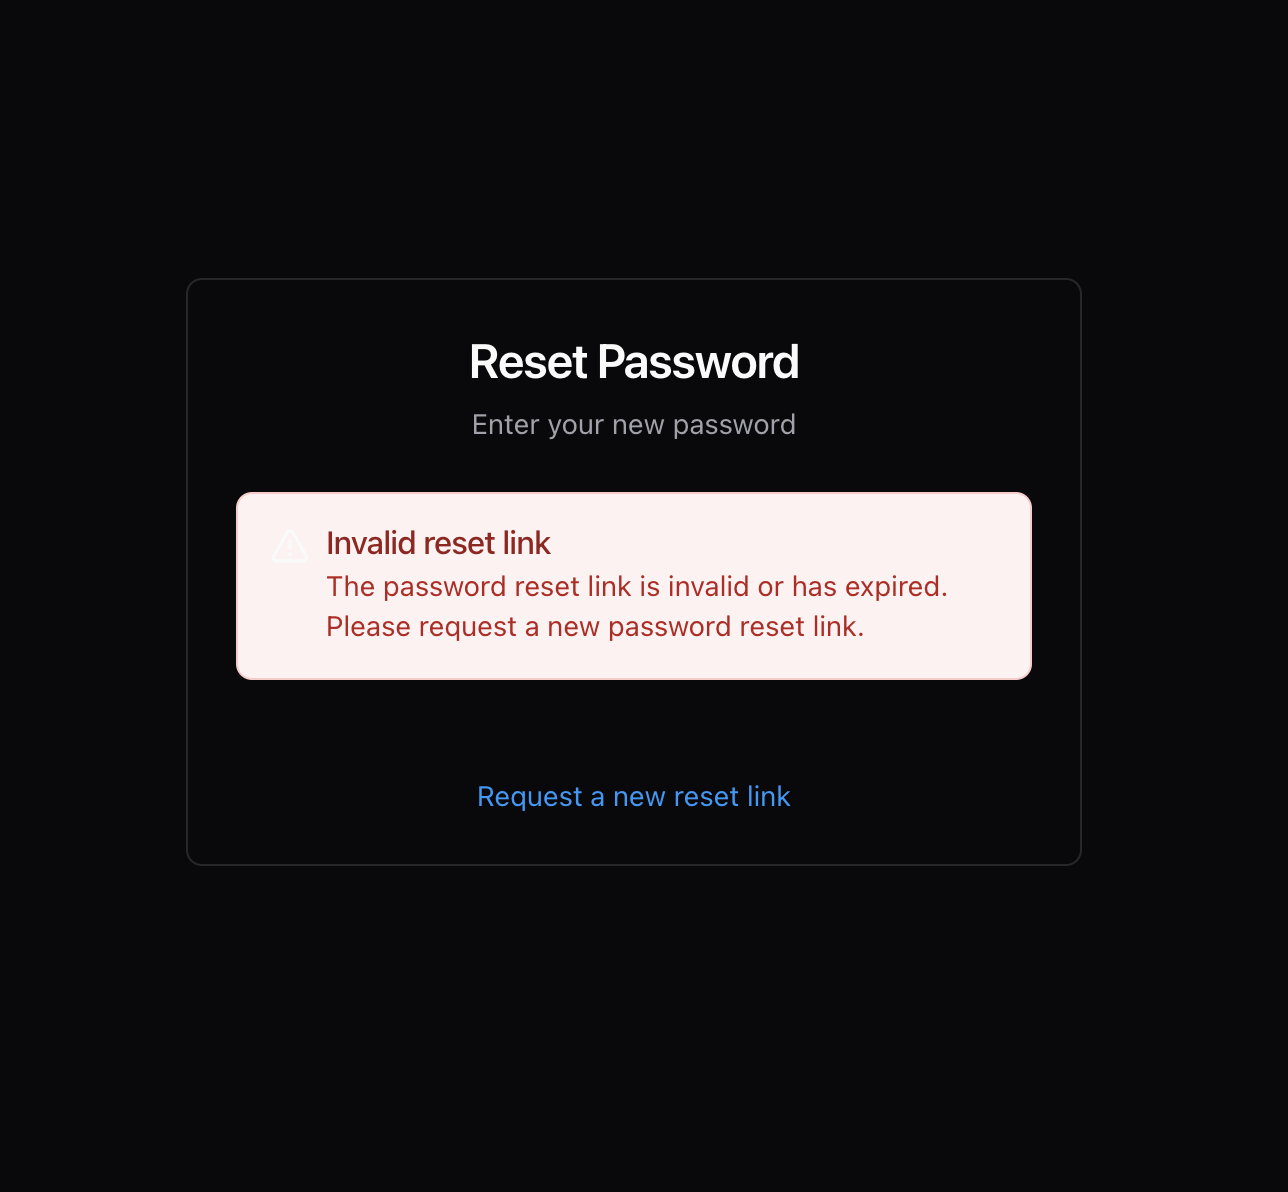 Reset Password
Enter your new password
Invalid reset link
The password reset link is invalid or has expired.
Please request a new password reset link.
Request a new reset link